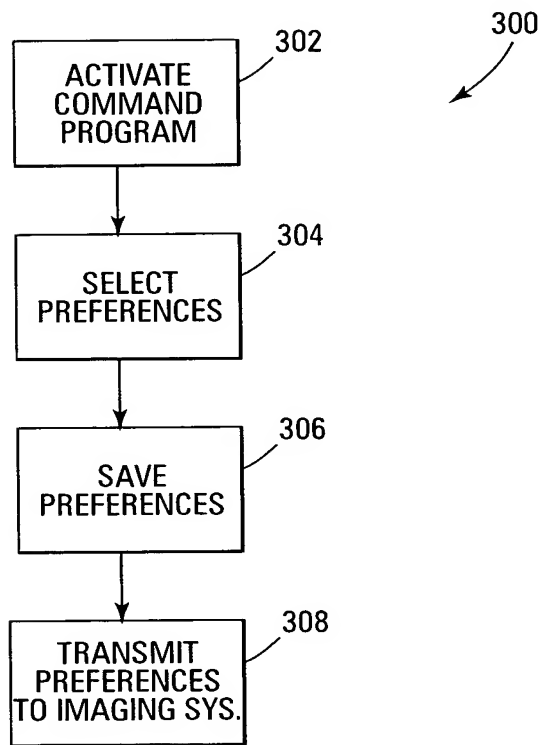 300
302
ACTIVATE
COMMAND
PROGRAM
304
SELECT
PREFERENCES
306
SAVE
PREFERENCES
308
TRANSMIT
PREFERENCES
TO IMAGING SYS.